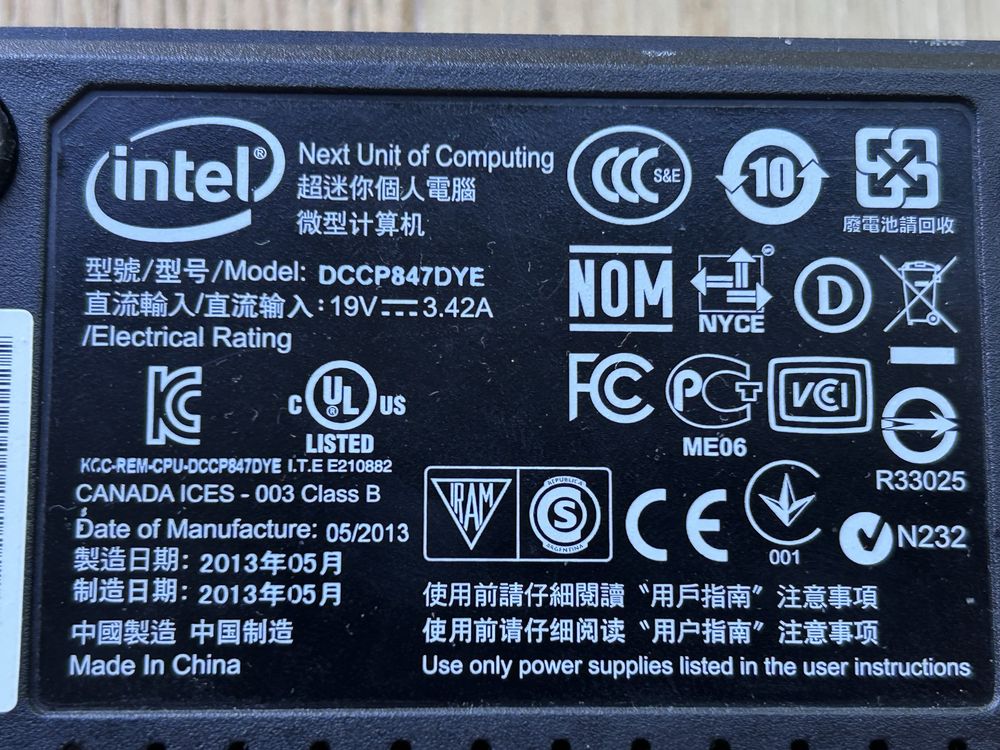 intel®
Next Unit of Computing
超迷你個人電腦
微型计算机
型號/型号/Model: DCCP847DYE
直流輸入/直流输入:19V⎓3.42A
/Electrical Rating
CCC S&E
10
廢電池請回收
NOM
NYCE
D
FCC
PCT
ME06
VCI
R33025
KC
KCC-REM-CPU-DCCP847DYE
c UL® US
LISTED
I.T.E E210882
CANADA ICES - 003 Class B
Date of Manufacture: 05/2013
製造日期: 2013年05月
制造日期: 2013年05月
中國製造 中国制造
Made In China
IRAM
REPUBLICA
S
ARGENTINA
CE
001
N232
使用前請仔細閱讀“用戶指南”注意事項
使用前请仔细阅读“用户指南”注意事项
Use only power supplies listed in the user instructions